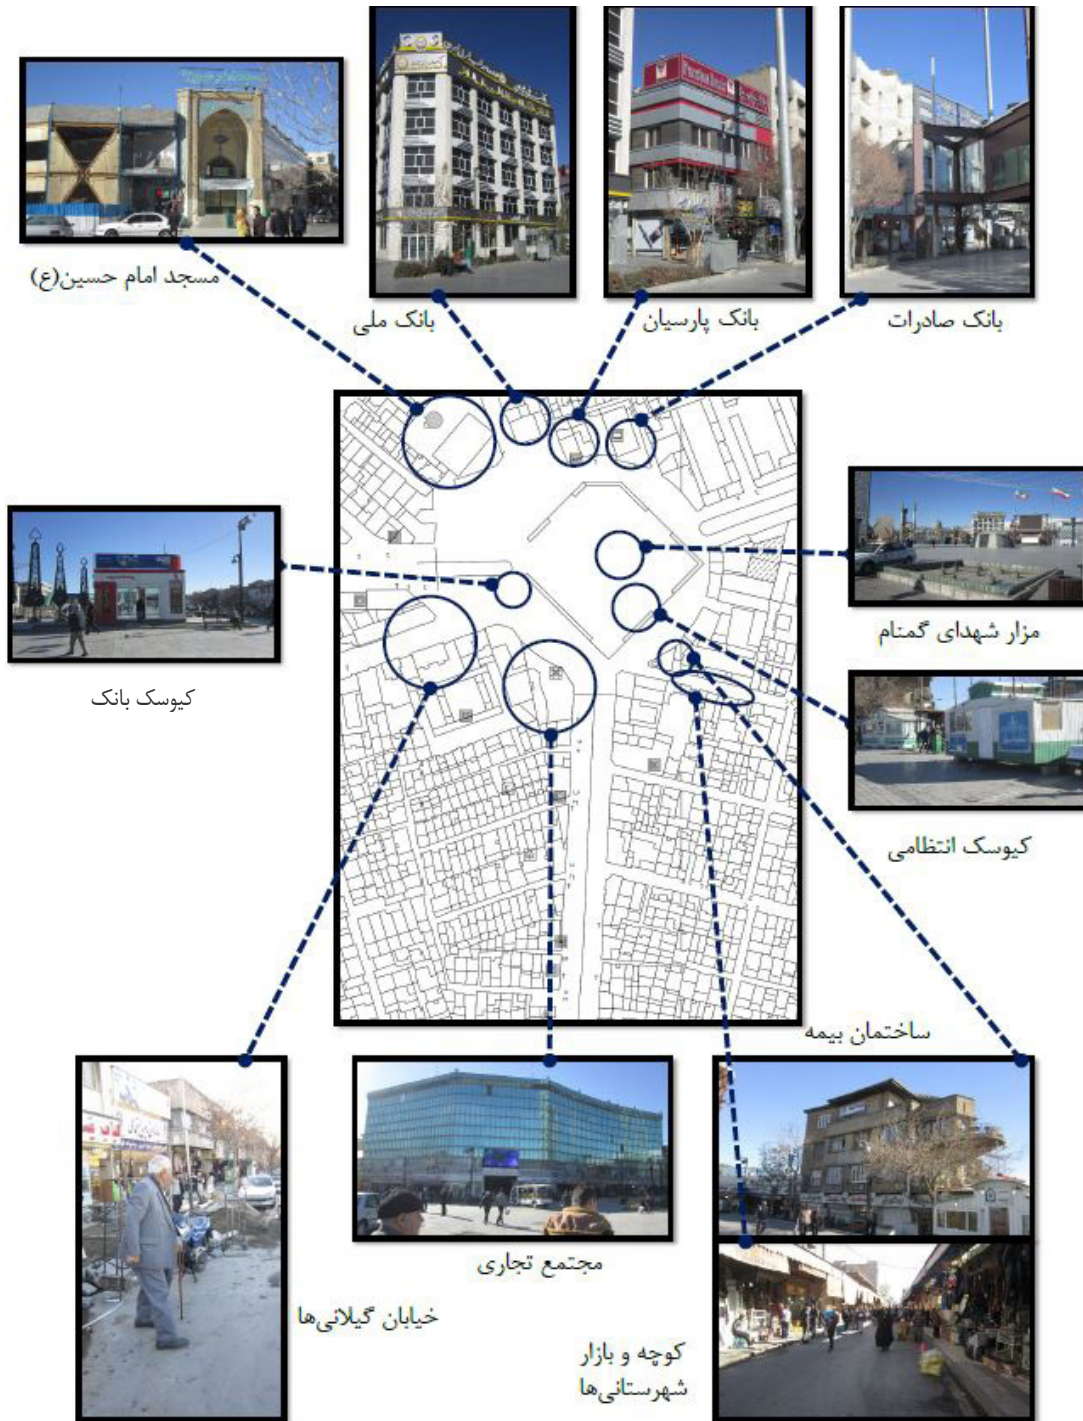 مسجد امام حسین(ع)
بانک ملی
بانک پارسیان
بانک صادرات
کیوسک بانک
مزار شهدای گمنام
کیوسک انتظامی
ساختمان بیمه
مجتمع تجاری
خیابان گیلانی‌ها
کوچه و بازار
شهرستانی‌ها